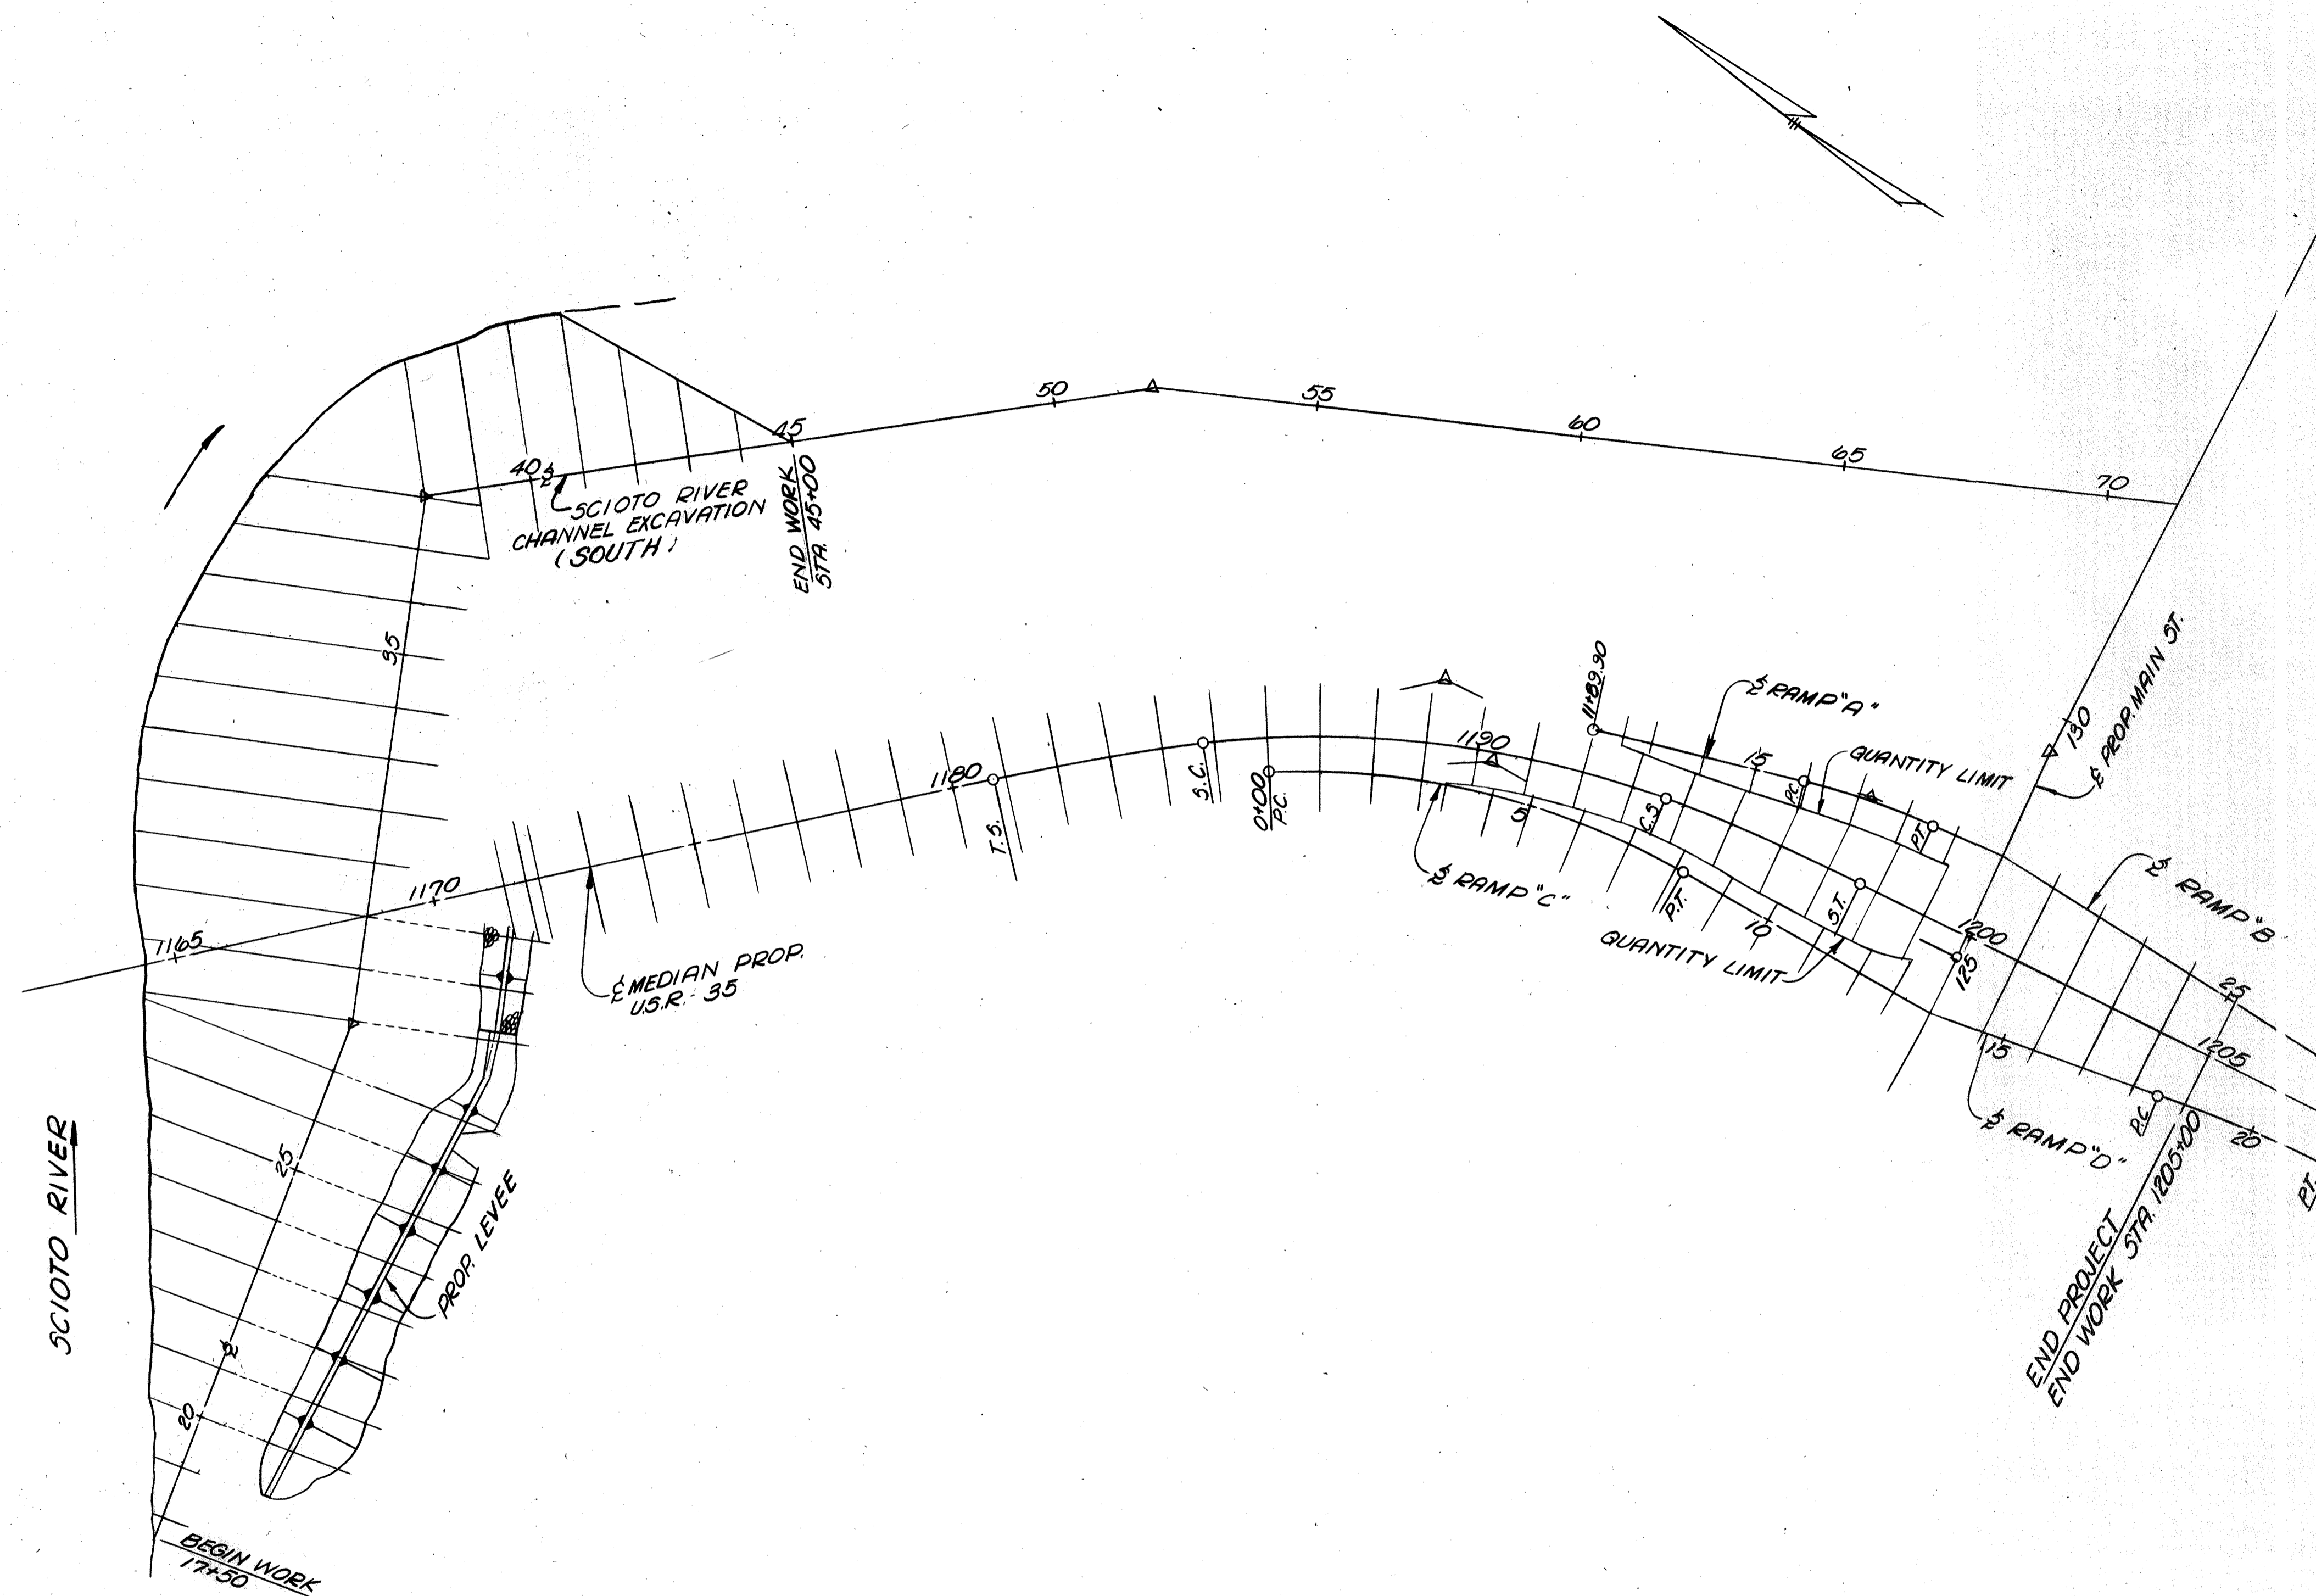 50
55
60
65
70
45
40 ℄
SCIOTO RIVER
CHANNEL EXCAVATION
(SOUTH)
END WORK
STA. 45+00
35
11+89.90
℄ RAMP "A"
130
℄ PROP. MAIN ST.
1190
15
QUANTITY LIMIT
P.C.
1180
S.C.
T.S.
0+00
P.C.
5
C.S.
P.T.
℄ RAMP "C"
P.T.
10
S.T.
QUANTITY LIMIT
1200
125
℄ RAMP "B"
25
1170
1165
℄ MEDIAN PROP.
U.S.R.- 35
15
1205
℄ RAMP "D"
P.C.
20
P.T.
END PROJECT
END WORK STA. 1205+00
SCIOTO RIVER
25
PROP. LEVEE
℄
20
BEGIN WORK
17+50